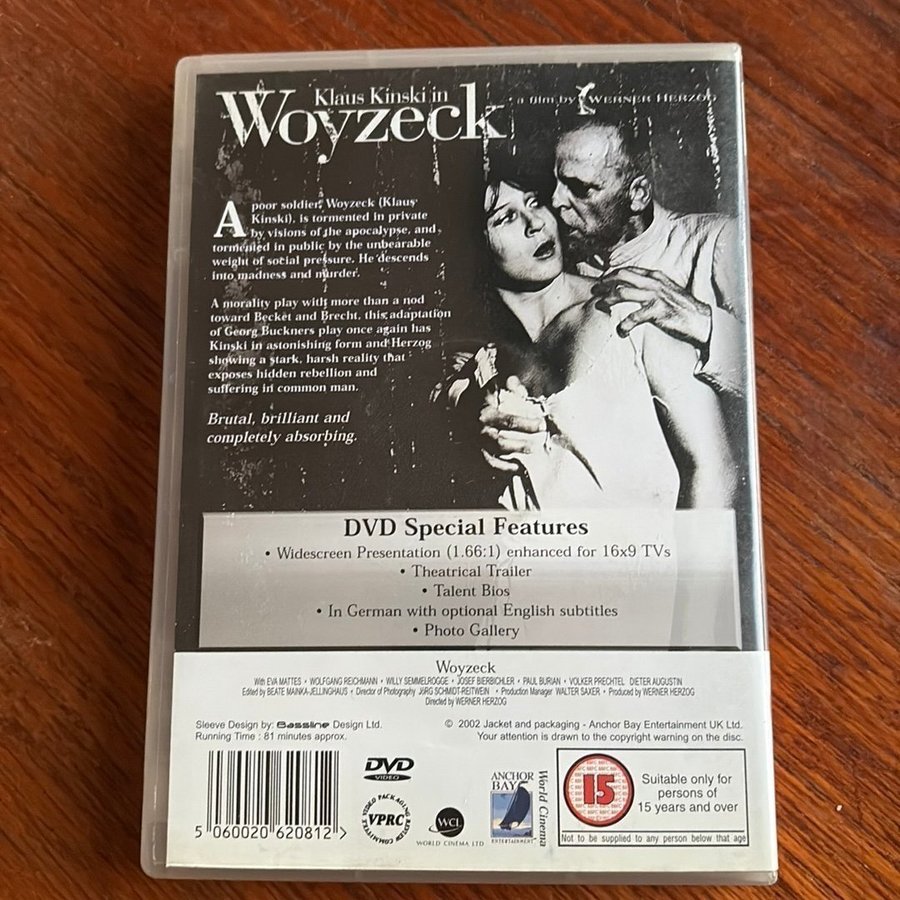 Klaus Kinski in
Woyzeck
a film by WERNER HERZOG
A poor soldier, Woyzeck (Klaus
Kinski), is tormented in private
by visions of the apocalypse, and
tormented in public by the unbearable
weight of social pressure. He descends
into madness and murder.
A morality play with more than a nod
toward Becket and Brecht, this adaptation
of Georg Buckners play once again has
Kinski in astonishing form and Herzog
showing a stark, harsh reality that
exposes hidden rebellion and
suffering in common man.
Brutal, brilliant and
completely absorbing.
DVD Special Features
• Widescreen Presentation (1.66:1) enhanced for 16x9 TVs
• Theatrical Trailer
• Talent Bios
• In German with optional English subtitles
• Photo Gallery
Woyzeck
With EVA MATTES • WOLFGANG REICHMANN • WILLY SEMMELROGGE • JOSEF BIERBICHLER • PAUL BURIAN • VOLKER PRECHTEL DIETER AUGUSTIN
Edited by BEATE MAINKA-JELLINGHAUS • Director of Photography JÖRG SCHMIDT-REITWEIN • Production Manager WALTER SAXER • Produced by WERNER HERZOG
Directed by WERNER HERZOG
Sleeve Design by: Bassline Design Ltd.
Running Time : 81 minutes approx.
© 2002 Jacket and packaging - Anchor Bay Entertainment UK Ltd.
Your attention is drawn to the copyright warning on the disc.
5 060020 620812 >
DVD
VIDEO
VIDEO PACKAGING REVIEW COMMITTEE
VPRC
WCL
WORLD CINEMA LTD
ANCHOR
BAY
ENTERTAINMENT
World Cinema
15
Suitable only for
persons of
15 years and over
Not to be supplied to any person below that age